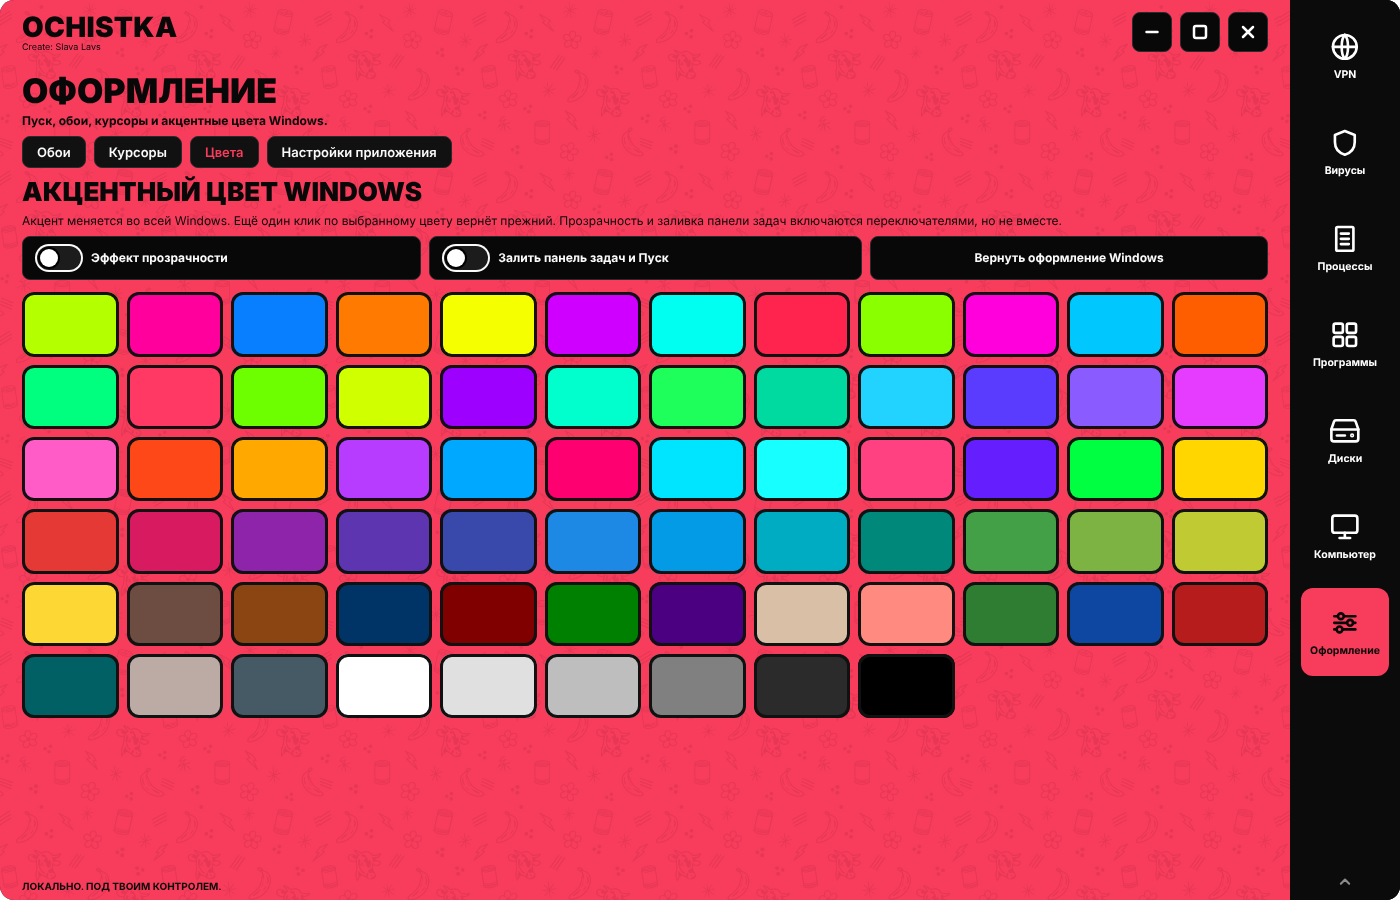 OCHISTKA
Create: Slava Lavs
ОФОРМЛЕНИЕ
Пуск, обои, курсоры и акцентные цвета Windows.
Обои
Курсоры
Цвета
Настройки приложения
АКЦЕНТНЫЙ ЦВЕТ WINDOWS
Акцент меняется во всей Windows. Ещё один клик по выбранному цвету вернёт прежний. Прозрачность и заливка панели задач включаются переключателями, но не вместе.
Эффект прозрачности
Залить панель задач и Пуск
Вернуть оформление Windows
ЛОКАЛЬНО. ПОД ТВОИМ КОНТРОЛЕМ.
VPN
Вирусы
Процессы
Программы
Диски
Компьютер
Оформление